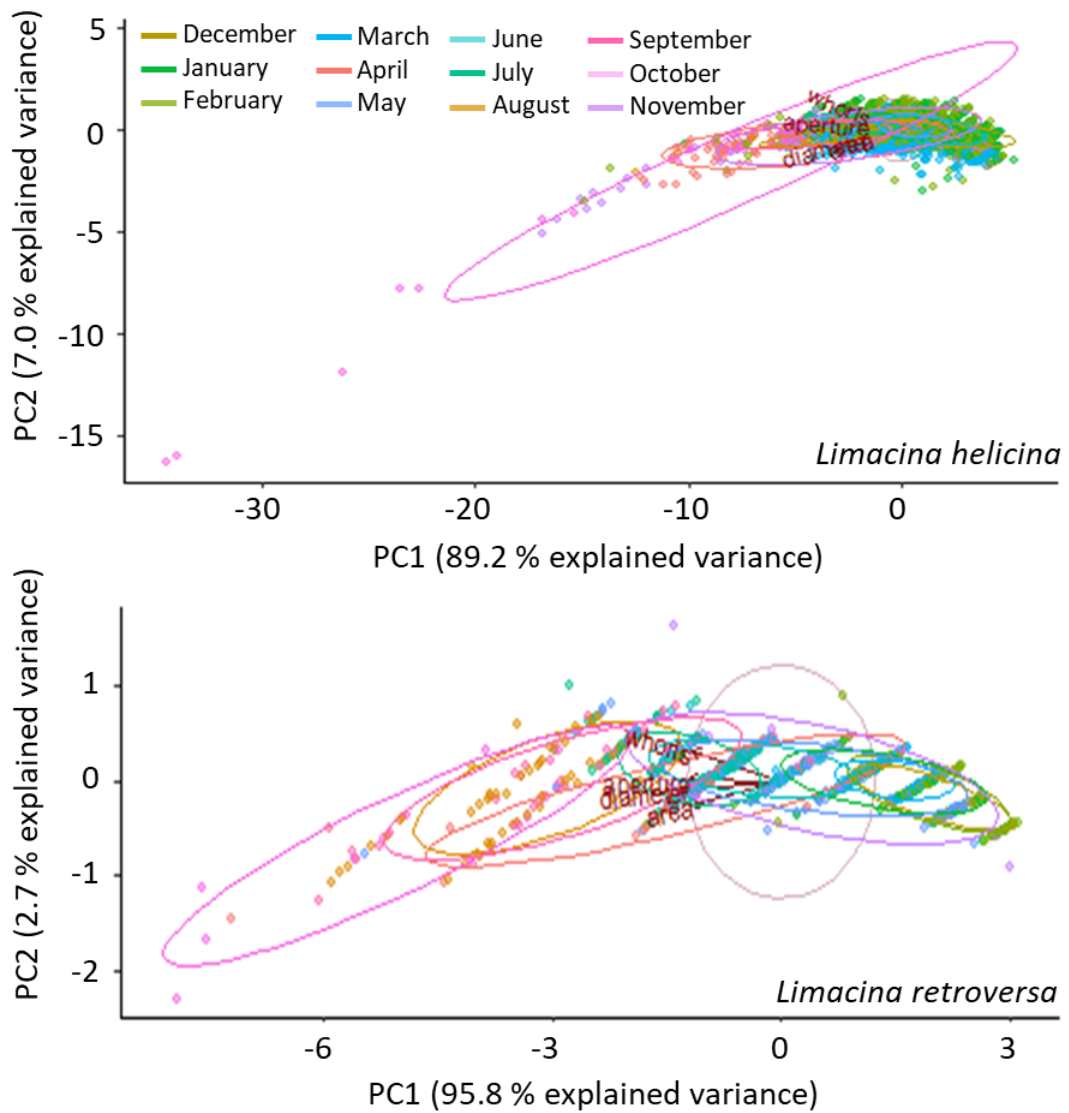 PC2 (7.0 % explained variance)
5
0
-5
-10
-15
December March June September
January April July October
February May August November
whorls
aperture
diameter
Limacina helicina
-30 -20 -10 0
PC1 (89.2 % explained variance)
PC2 (2.7 % explained variance)
1
0
-1
-2
whorls
aperture
diameter
area
Limacina retroversa
-6 -3 0 3
PC1 (95.8 % explained variance)